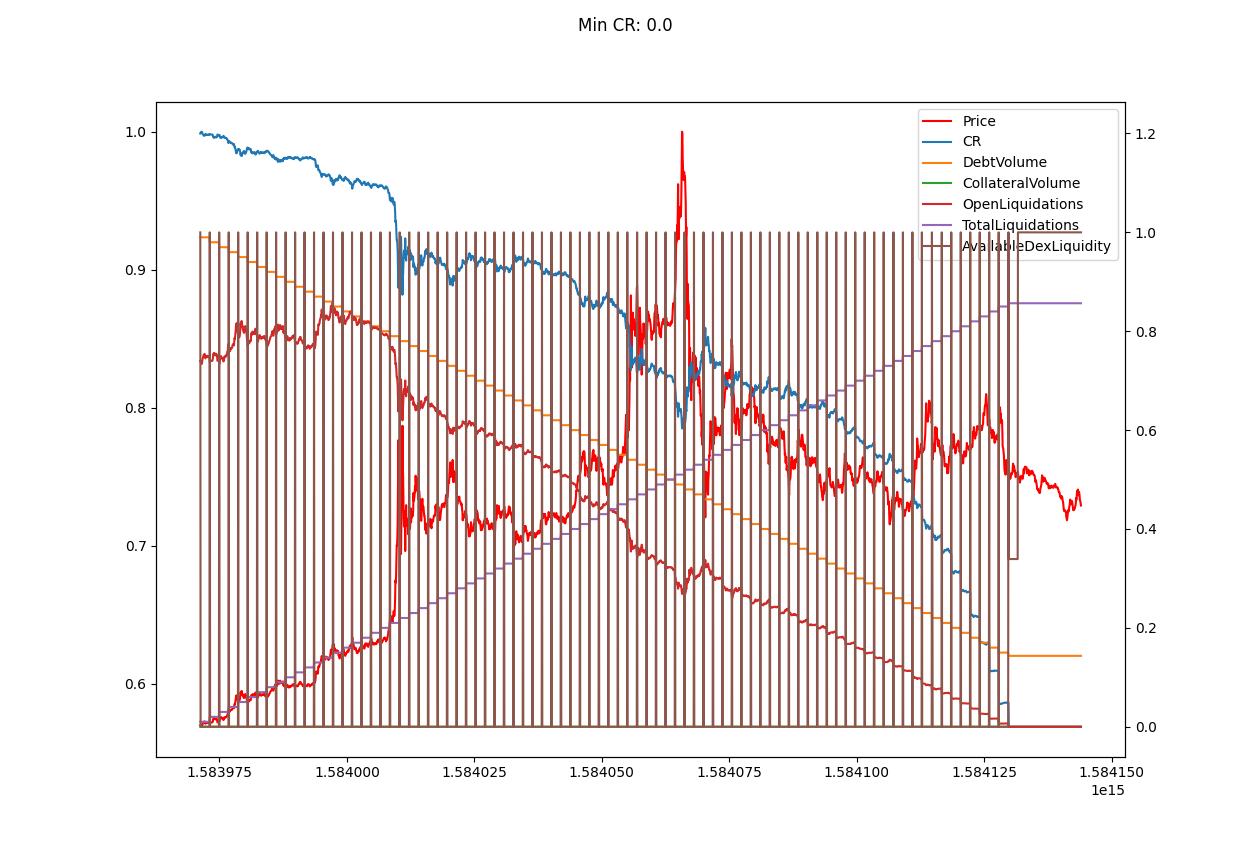 Min CR: 0.0
1.0
0.9
0.8
0.7
0.6
1.2
1.0
0.8
0.6
0.4
0.2
0.0
Price
CR
DebtVolume
CollateralVolume
OpenLiquidations
TotalLiquidations
AvailableDexLiquidity
1.583975
1.584000
1.584025
1.584050
1.584075
1.584100
1.584125
1.584150
1e15